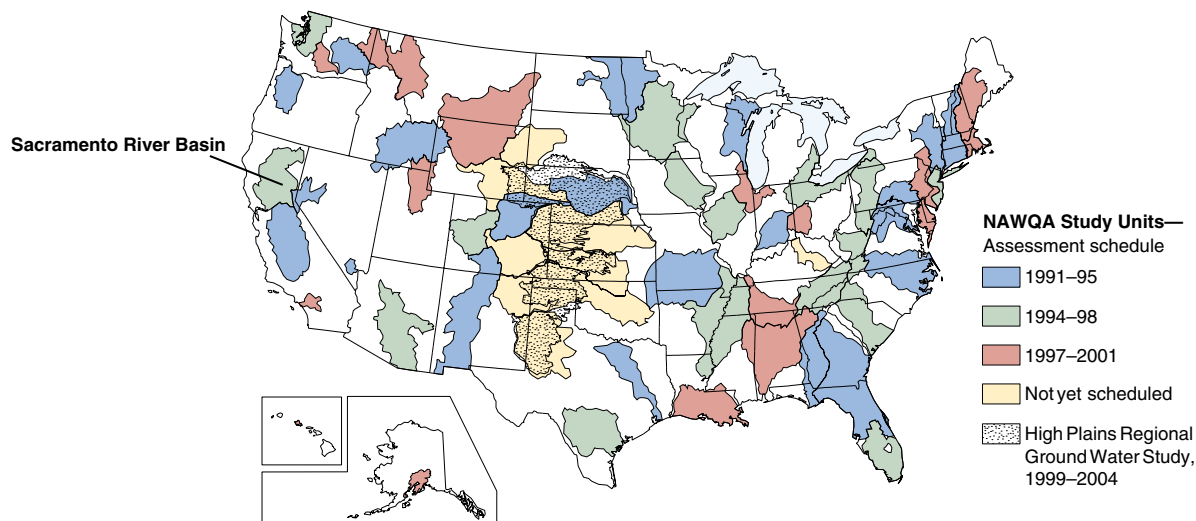 Sacramento River Basin
NAWQA Study Units—
Assessment schedule
1991–95
1994–98
1997–2001
Not yet scheduled
High Plains Regional
Ground Water Study,
1999–2004